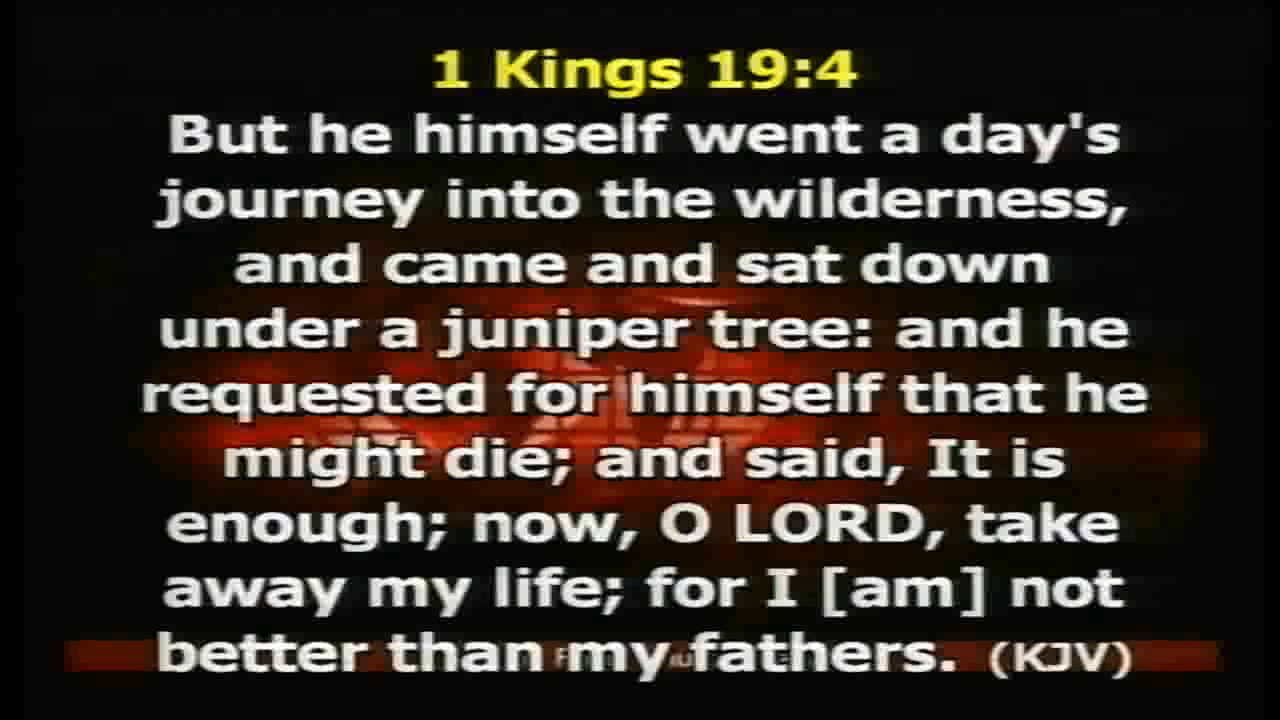 1 Kings 19:4
But he himself went a day's
journey into the wilderness,
and came and sat down
under a juniper tree: and he
requested for himself that he
might die; and said, It is
enough; now, O LORD, take
away my life; for I [am] not
better than my fathers. (KJV)